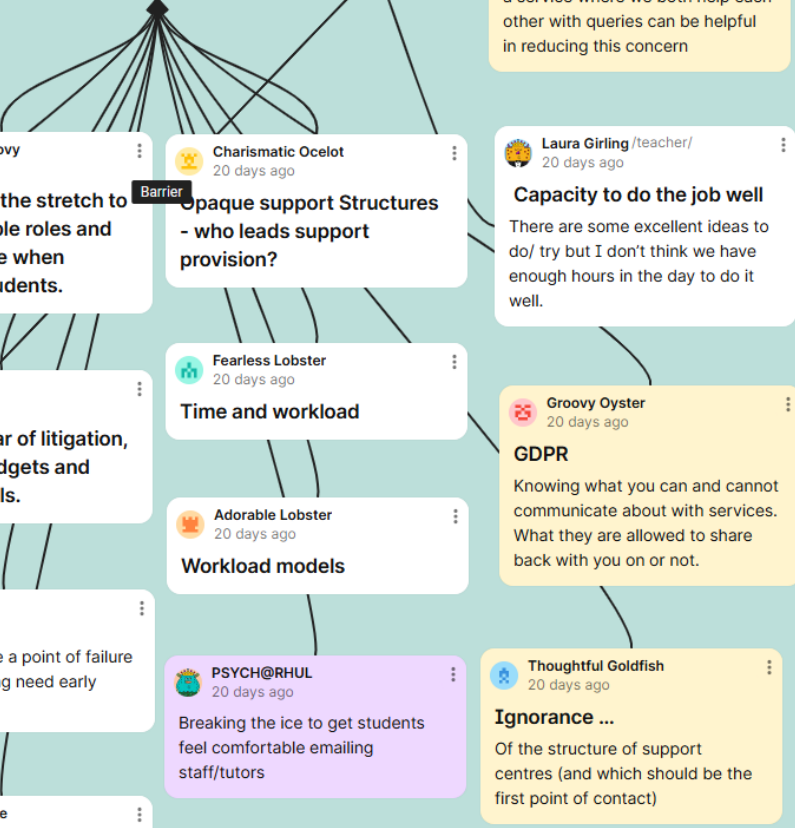 a service where we both help each
other with queries can be helpful
in reducing this concern
ovy
the stretch to
ple roles and
e when
udents.
Barrier
Charismatic Ocelot
20 days ago
Opaque support Structures
- who leads support
provision?
Laura Girling /teacher/
20 days ago
Capacity to do the job well
There are some excellent ideas to
do/ try but I don't think we have
enough hours in the day to do it
well.
ar of litigation,
dgets and
ls.
Fearless Lobster
20 days ago
Time and workload
Groovy Oyster
20 days ago
GDPR
Knowing what you can and cannot
communicate about with services.
What they are allowed to share
back with you on or not.
Adorable Lobster
20 days ago
Workload models
e a point of failure
ng need early
PSYCH@RHUL
20 days ago
Breaking the ice to get students
feel comfortable emailing
staff/tutors
Thoughtful Goldfish
20 days ago
Ignorance ...
Of the structure of support
centres (and which should be the
first point of contact)
e